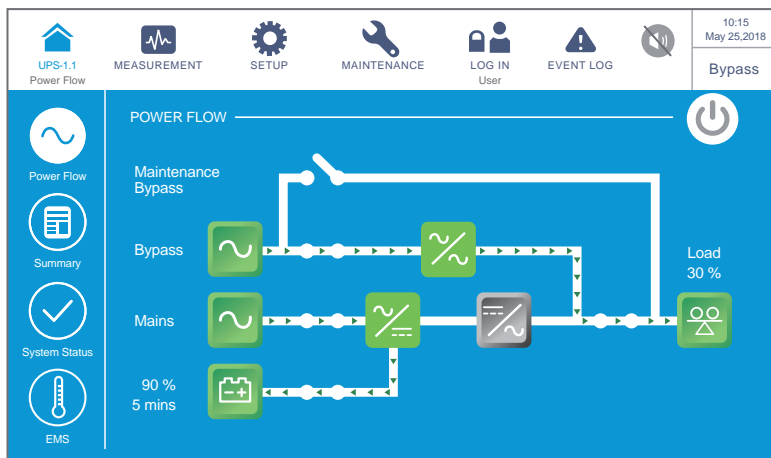 UPS-1.1
Power Flow
MEASUREMENT
SETUP
MAINTENANCE
LOG IN
User
EVENT LOG
10:15
May 25,2018
Bypass
Power Flow
Summary
System Status
EMS
POWER FLOW
Maintenance
Bypass
Bypass
Mains
90 %
5 mins
Load
30 %